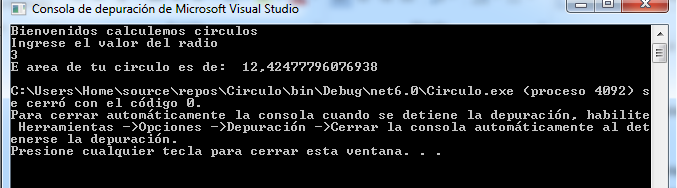 Consola de depuración de Microsoft Visual Studio
Bienvenidos calculemos circulos
Ingrese el valor del radio
3
E area de tu circulo es de:  12,42477796076938
C:\Users\Home\source\repos\Circulo\bin\Debug\net6.0\Circulo.exe (proceso 4092) s
e cerró con el código 0.
Para cerrar automáticamente la consola cuando se detiene la depuración, habilite
 Herramientas ->Opciones ->Depuración ->Cerrar la consola automáticamente al det
enerse la depuración.
Presione cualquier tecla para cerrar esta ventana. . .